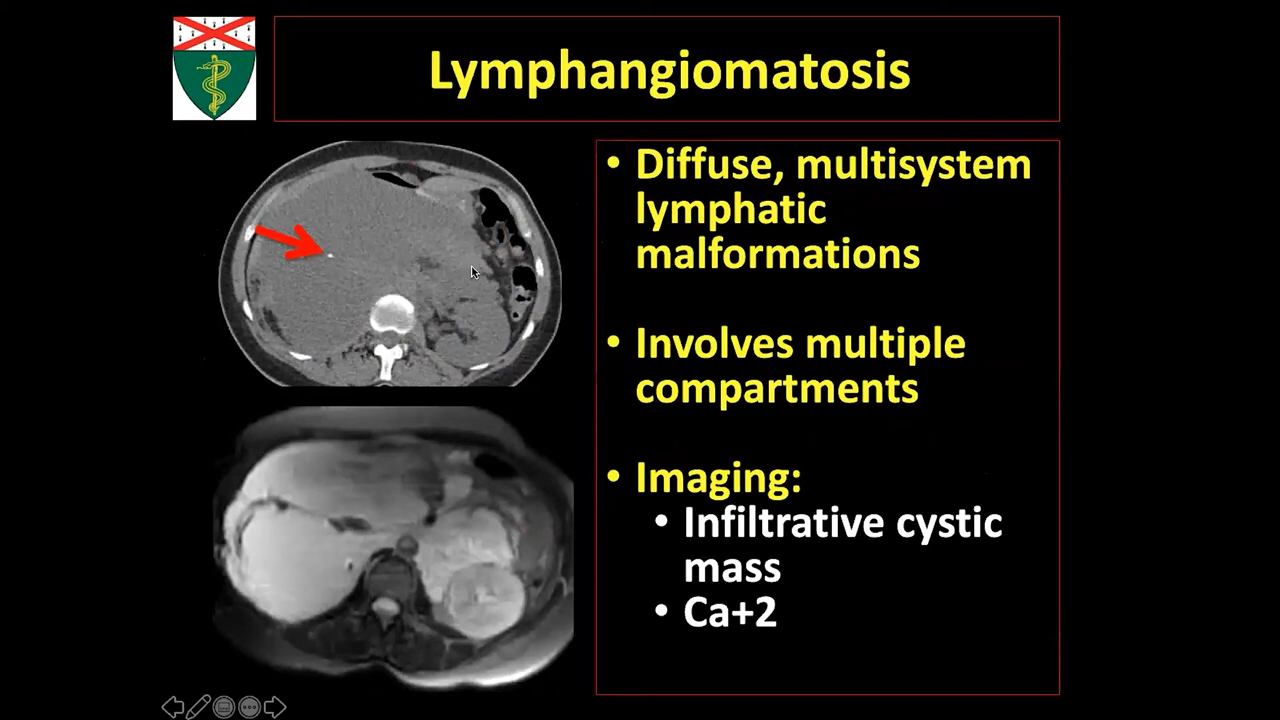 Lymphangiomatosis
• Diffuse, multisystem
lymphatic
malformations
• Involves multiple
compartments
• Imaging:
• Infiltrative cystic
mass
• Ca+2